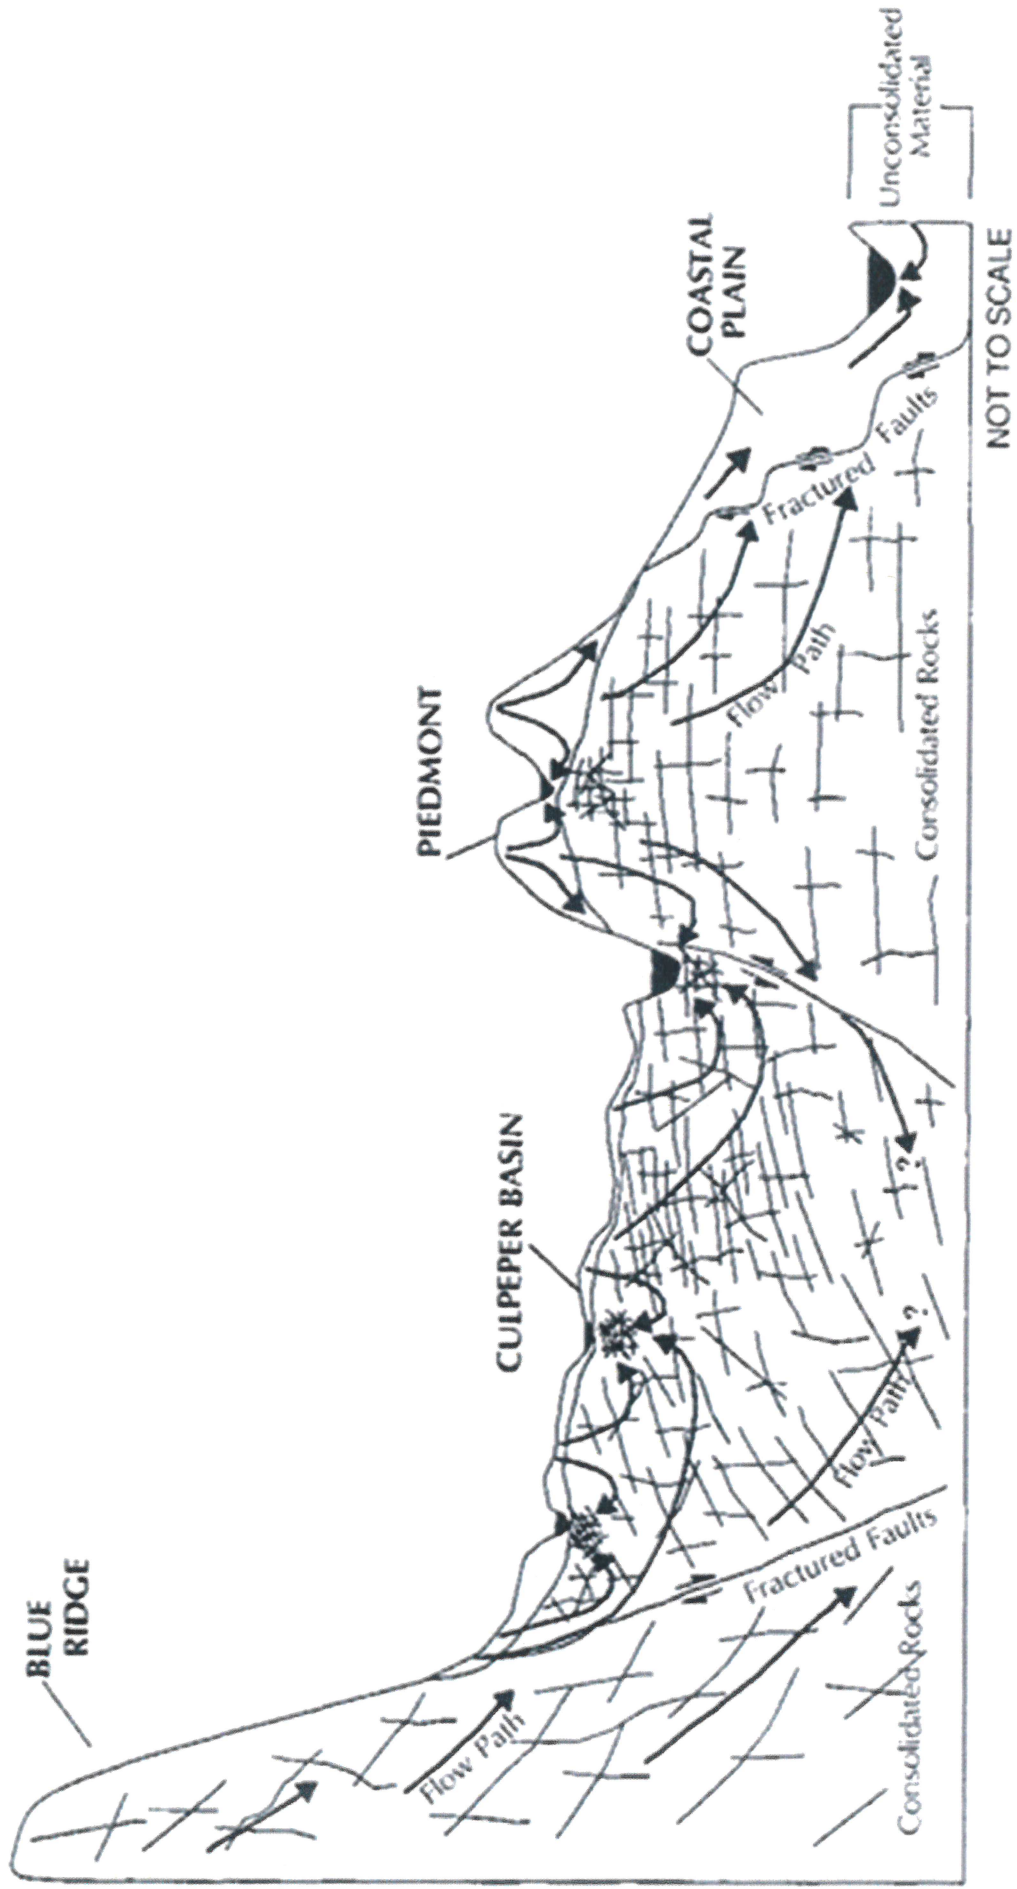 BLUE
RIDGE
CULPEPER BASIN
PIEDMONT
COASTAL
PLAIN
Unconsolidated
Material
Flow Path
Fractured Faults
Consolidated Rocks
Flow Path
?
?
Flow Path
Consolidated Rocks
Fractured Faults
NOT TO SCALE